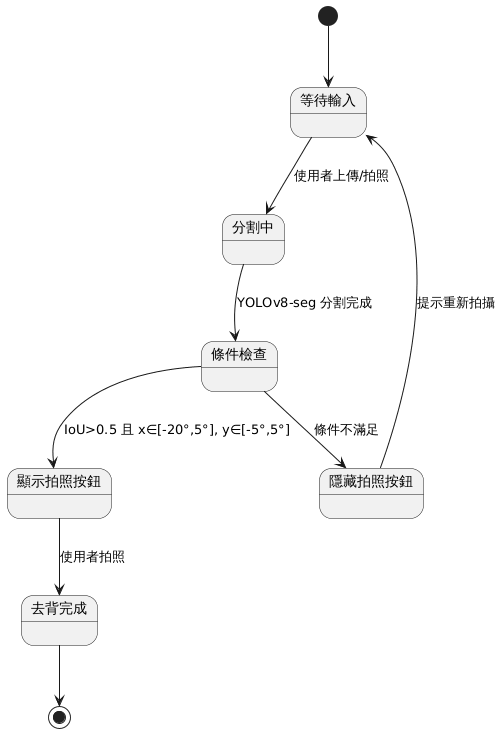 等待輸入
使用者上傳/拍照
分割中
YOLOv8-seg 分割完成
提示重新拍攝
條件檢查
IoU>0.5 且 x∈[-20°,5°], y∈[-5°,5°]
條件不滿足
顯示拍照按鈕
隱藏拍照按鈕
使用者拍照
去背完成